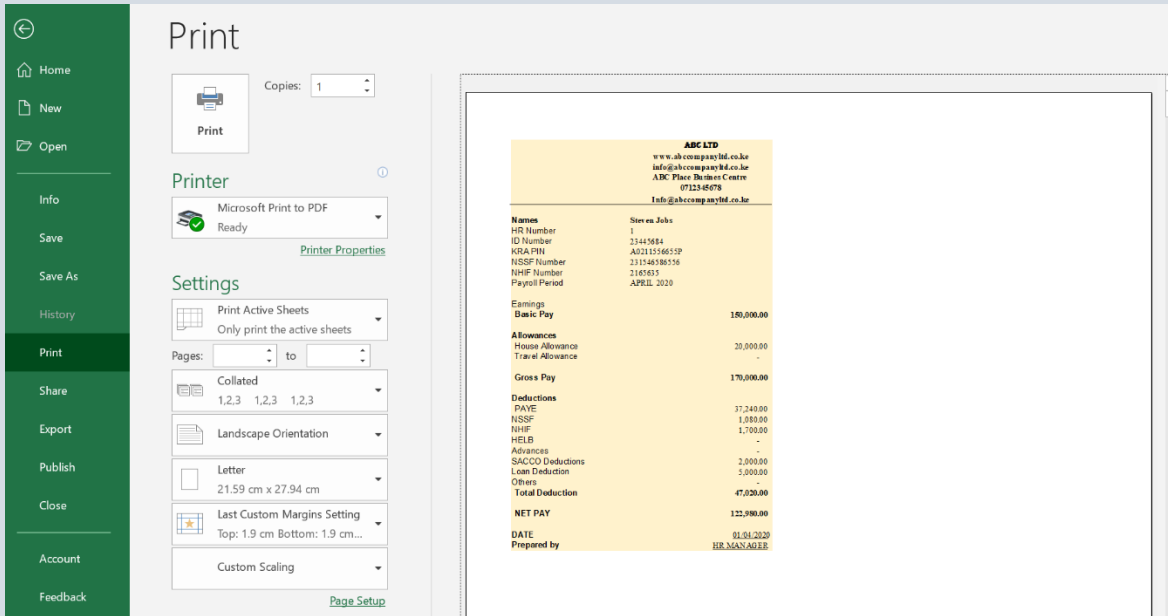 Print
Home
New
Open
Info
Save
Save As
History
Print
Share
Export
Publish
Close
Account
Feedback
Print
Copies: 1
Printer
Microsoft Print to PDF
Ready
Printer Properties
Settings
Print Active Sheets
Only print the active sheets
Pages: to
Collated
1,2,3 1,2,3 1,2,3
Landscape Orientation
Letter
21.59 cm x 27.94 cm
Last Custom Margins Setting
Top: 1.9 cm Bottom: 1.9 cm...
Custom Scaling
Page Setup
ABC LTD
www.abccompanyltd.co.ke
info@abccompanyltd.co.ke
ABC Place Busines Centre
0712345678
Info@abccompanyltd.co.ke
Names Steven Jobs
HR Number 1
ID Number 23445684
KRA PIN A0211556655P
NSSF Number 231546586556
NHIF Number 2165635
Payroll Period APRIL 2020
Earnings
Basic Pay 150,000.00
Allowances
House Allowance 20,000.00
Travel Allowance -
Gross Pay 170,000.00
Deductions
PAYE 37,240.00
NSSF 1,080.00
NHIF 1,700.00
HELB -
Advances -
SACCO Deductions 2,000.00
Loan Deduction 5,000.00
Others -
Total Deduction 47,020.00
NET PAY 122,980.00
DATE 01/04/2020
Prepared by HR MANAGER